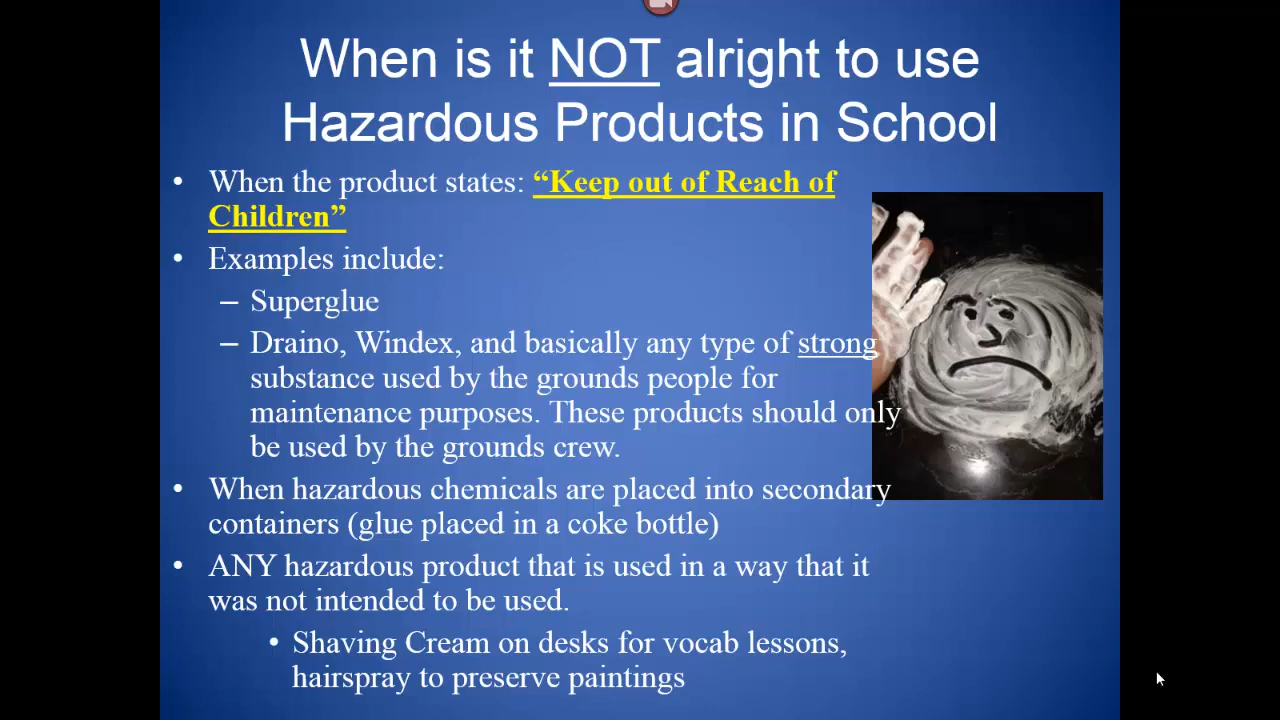 When is it NOT alright to use
Hazardous Products in School
• When the product states: “Keep out of Reach of
Children”
• Examples include:
– Superglue
– Draino, Windex, and basically any type of strong
substance used by the grounds people for
maintenance purposes. These products should only
be used by the grounds crew.
• When hazardous chemicals are placed into secondary
containers (glue placed in a coke bottle)
• ANY hazardous product that is used in a way that it
was not intended to be used.
• Shaving Cream on desks for vocab lessons,
hairspray to preserve paintings